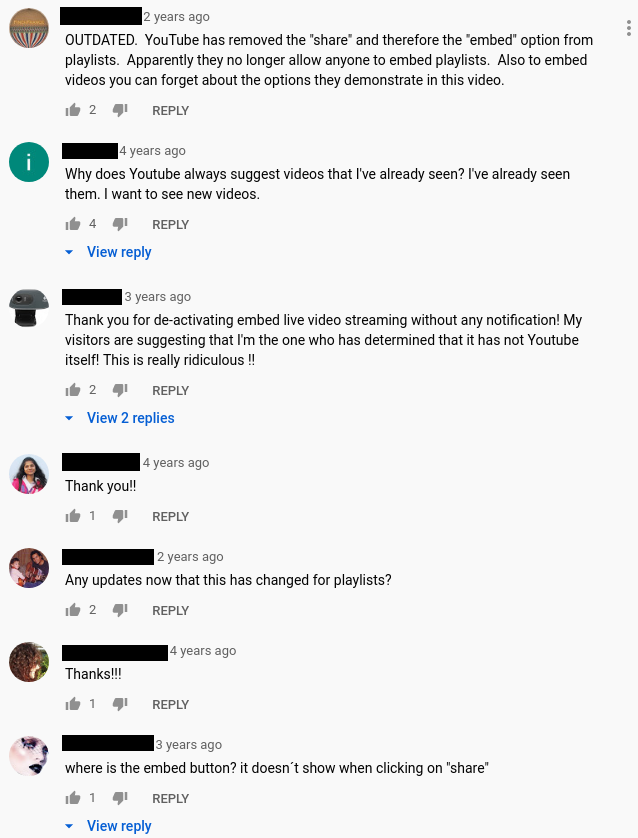 2 years ago
OUTDATED.  YouTube has removed the "share" and therefore the "embed" option from
playlists.  Apparently they no longer allow anyone to embed playlists.  Also to embed
videos you can forget about the options they demonstrate in this video.
2 REPLY
i
4 years ago
Why does Youtube always suggest videos that I've already seen? I've already seen
them. I want to see new videos.
4 REPLY
View reply
3 years ago
Thank you for de-activating embed live video streaming without any notification! My
visitors are suggesting that I'm the one who has determined that it has not Youtube
itself! This is really ridiculous !!
2 REPLY
View 2 replies
4 years ago
Thank you!!
1 REPLY
2 years ago
Any updates now that this has changed for playlists?
2 REPLY
4 years ago
Thanks!!!
1 REPLY
3 years ago
where is the embed button? it doesn´t show when clicking on "share"
1 REPLY
View reply